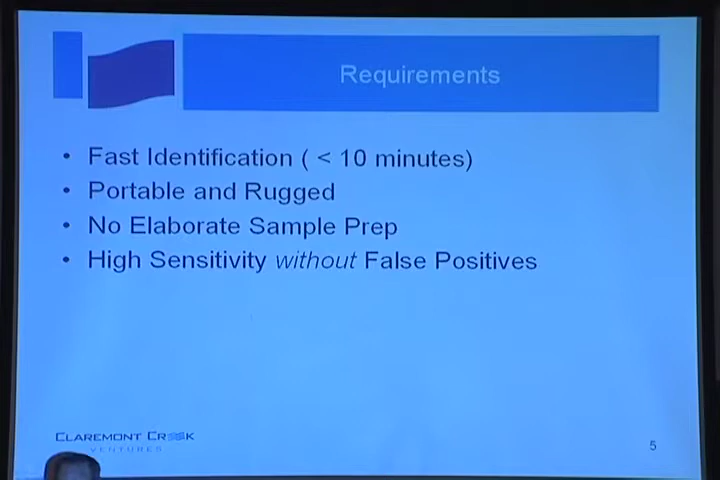 Requirements
• Fast Identification ( < 10 minutes)
• Portable and Rugged
• No Elaborate Sample Prep
• High Sensitivity without False Positives
CLAREMONT CREEK
VENTURES
5